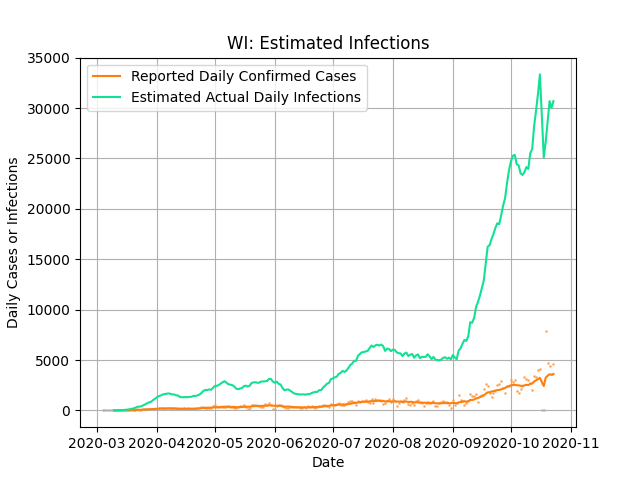 WI: Estimated Infections
Reported Daily Confirmed Cases
Estimated Actual Daily Infections
35000
30000
25000
20000
15000
10000
5000
0
Daily Cases or Infections
2020-03 2020-04 2020-05 2020-06 2020-07 2020-08 2020-09 2020-10 2020-11
Date